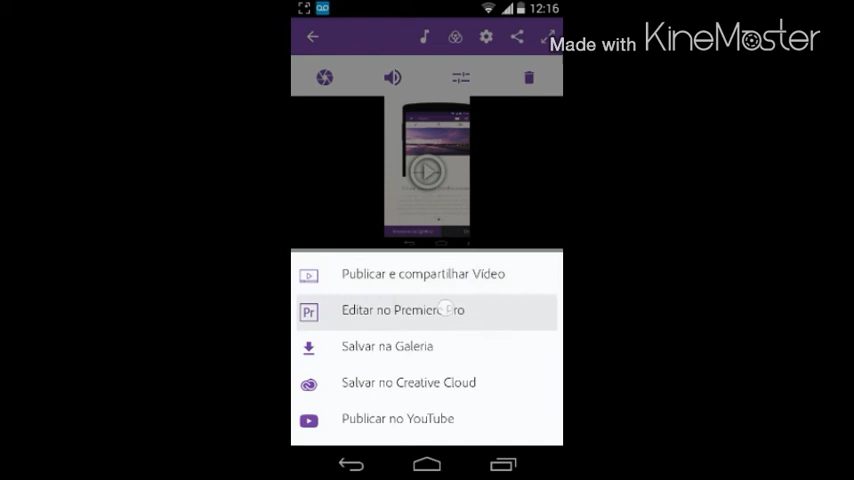 12:16
Made with KINEMASTER
Publicar e compartilhar Vídeo
Pr
Editar no Premiere Pro
Salvar na Galeria
Salvar no Creative Cloud
Publicar no YouTube